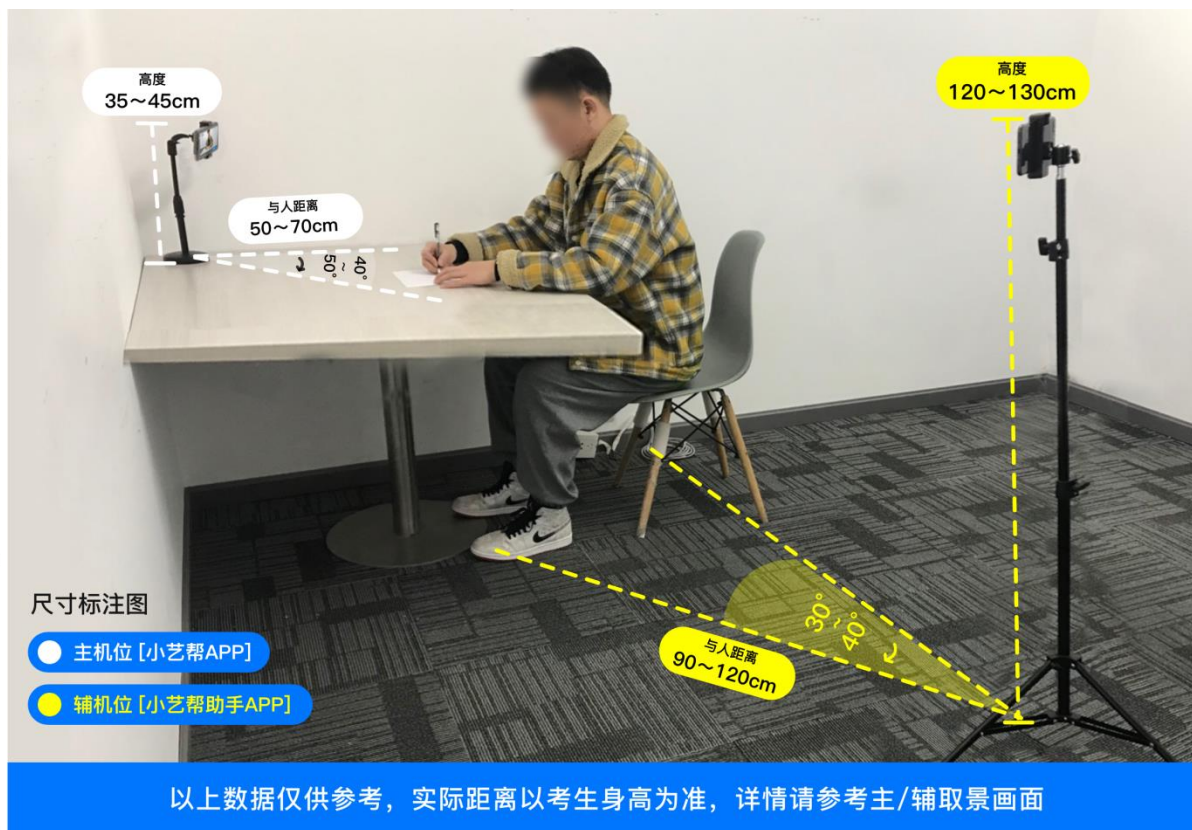 高度
35～45cm
高度
120～130cm
与人距离
50～70cm
40°
～
50°
30°
～
40°
与人距离
90～120cm
尺寸标注图
主机位 [小艺帮APP]
辅机位 [小艺帮助手APP]
以上数据仅供参考，实际距离以考生身高为准，详情请参考主/辅取景画面